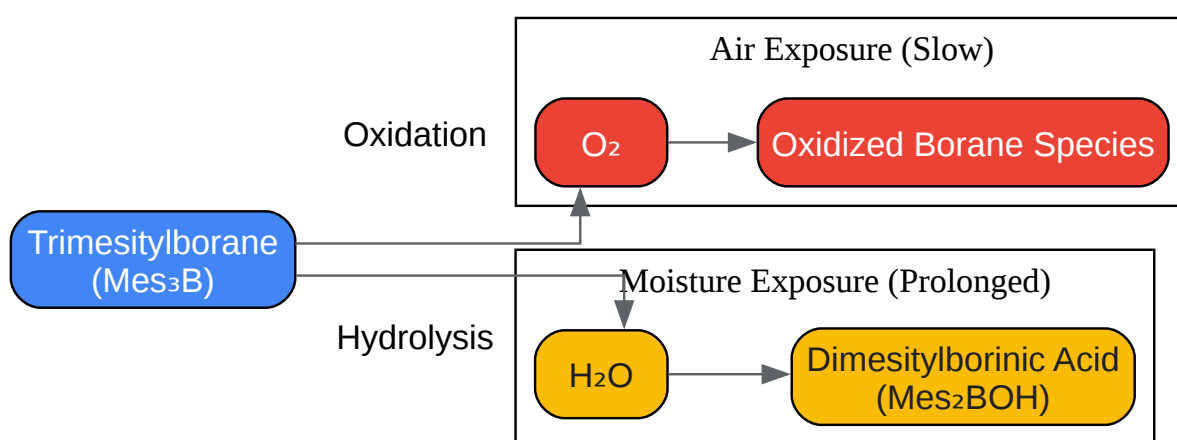 Air Exposure (Slow)
Oxidation
O₂
Oxidized Borane Species
Trimesitylborane
(Mes₃B)
Moisture Exposure (Prolonged)
Hydrolysis
H₂O
Dimesitylborinic Acid
(Mes₂BOH)